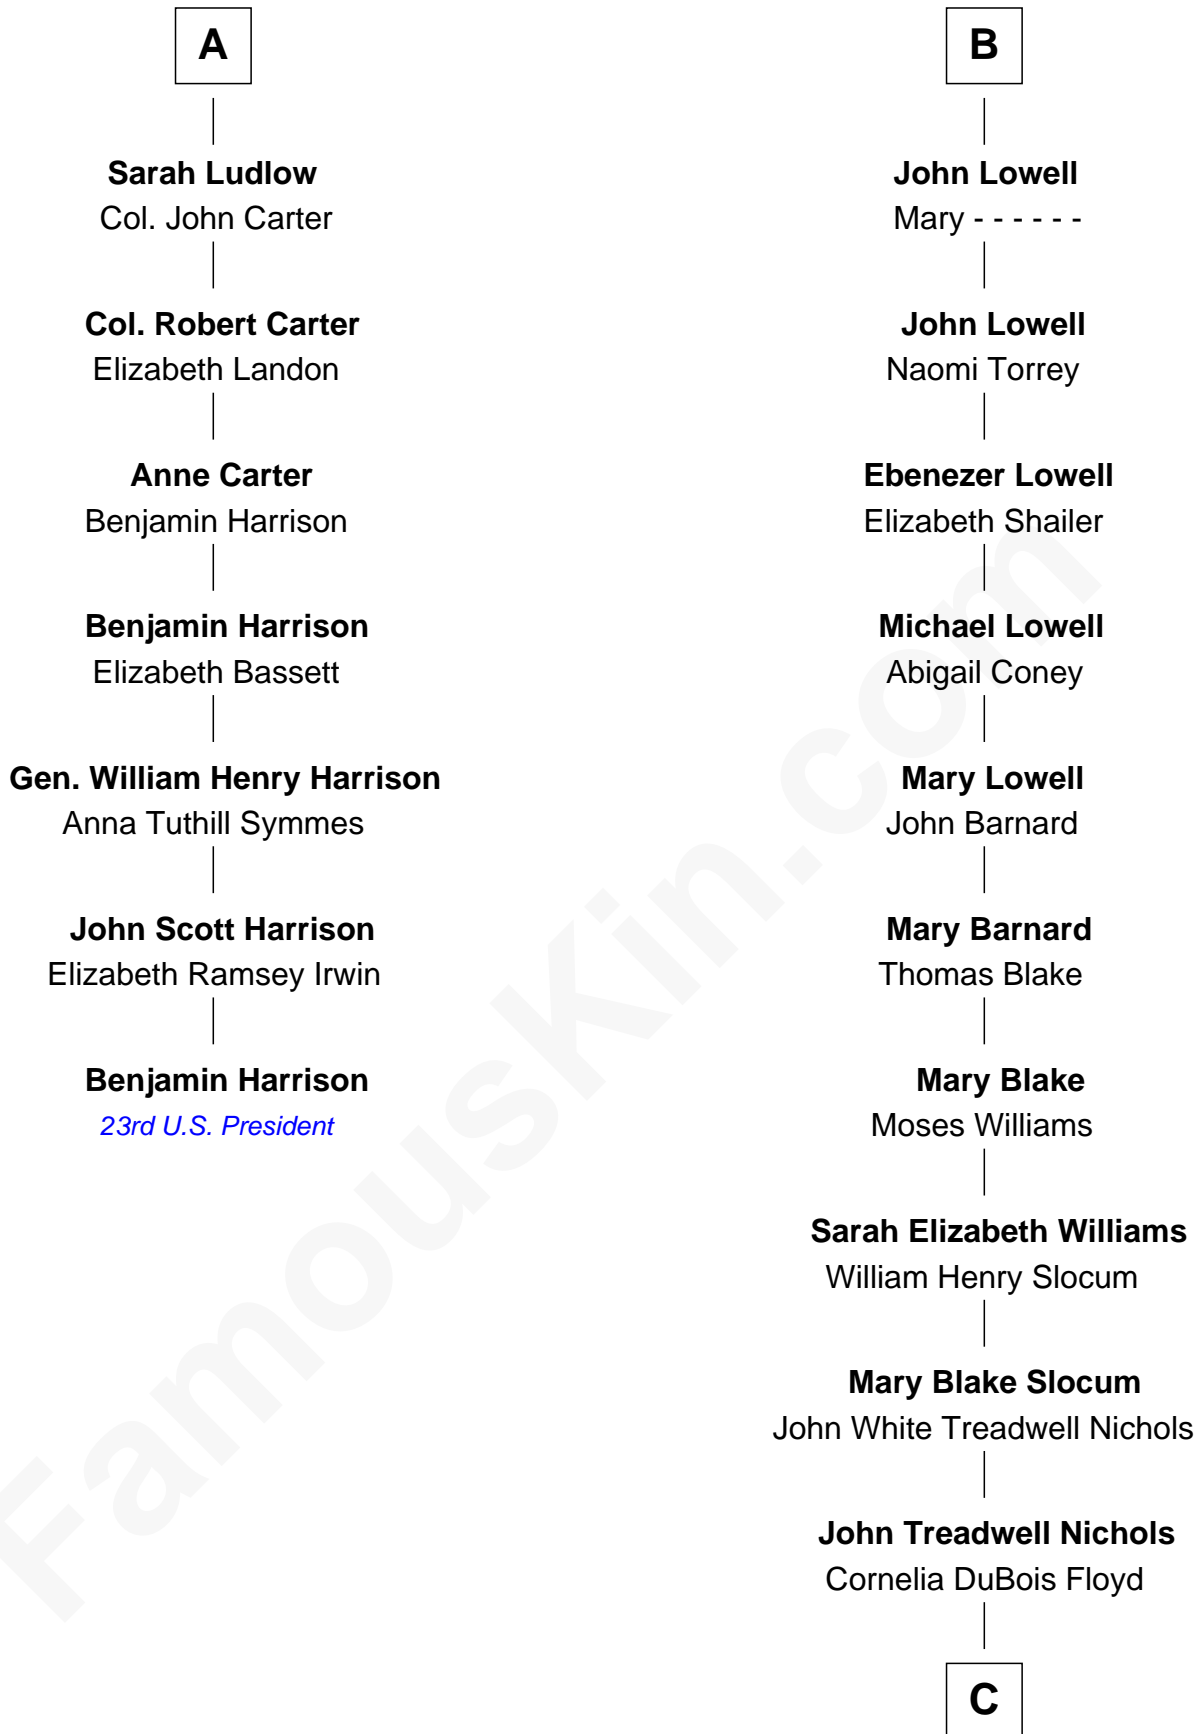 A
Sarah Ludlow
Col. John Carter
Col. Robert Carter
Elizabeth Landon
Anne Carter
Benjamin Harrison
Benjamin Harrison
Elizabeth Bassett
Gen. William Henry Harrison
Anna Tuthill Symmes
John Scott Harrison
Elizabeth Ramsey Irwin
Benjamin Harrison
23rd U.S. President
B
John Lowell
Mary - - - - - -
John Lowell
Naomi Torrey
Ebenezer Lowell
Elizabeth Shailer
Michael Lowell
Abigail Coney
Mary Lowell
John Barnard
Mary Barnard
Thomas Blake
Mary Blake
Moses Williams
Sarah Elizabeth Williams
William Henry Slocum
Mary Blake Slocum
John White Treadwell Nichols
John Treadwell Nichols
Cornelia DuBois Floyd
C
FamousKin.com